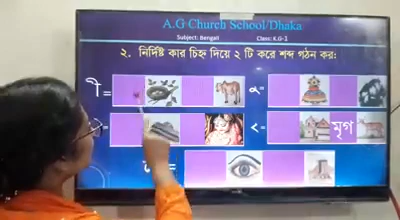 A.G Church School/Dhaka
Subject: Bengali Class: K.G-2
২. নির্দিষ্ট কার চিহ্ন দিয়ে ২ টি করে শব্দ গঠন কর:
ী=
মৃগ